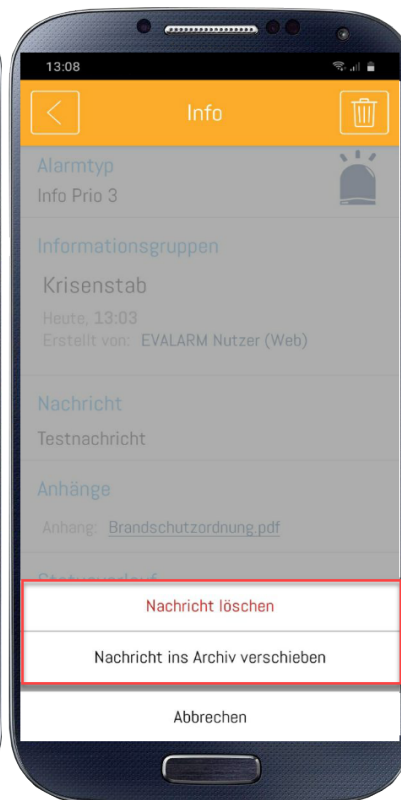 13:08
Info
Alarmtyp
Info Prio 3
Informationsgruppen
Krisenstab
Heute, 13:03
Erstellt von: EVALARM Nutzer (Web)
Nachricht
Testnachricht
Anhänge
Anhang: Brandschutzordnung.pdf
Statusverlauf
Nachricht löschen
Nachricht ins Archiv verschieben
Abbrechen